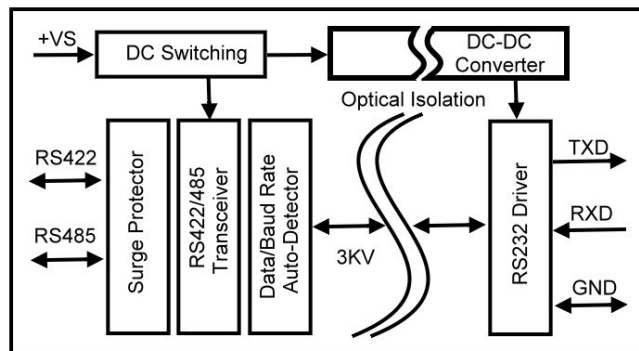 +VS
DC Switching
DC-DC
Converter
Optical Isolation
RS422
RS485
Surge Protector
RS422/485
Transceiver
Data/Baud Rate
Auto-Detector
3KV
RS232 Driver
TXD
RXD
GND